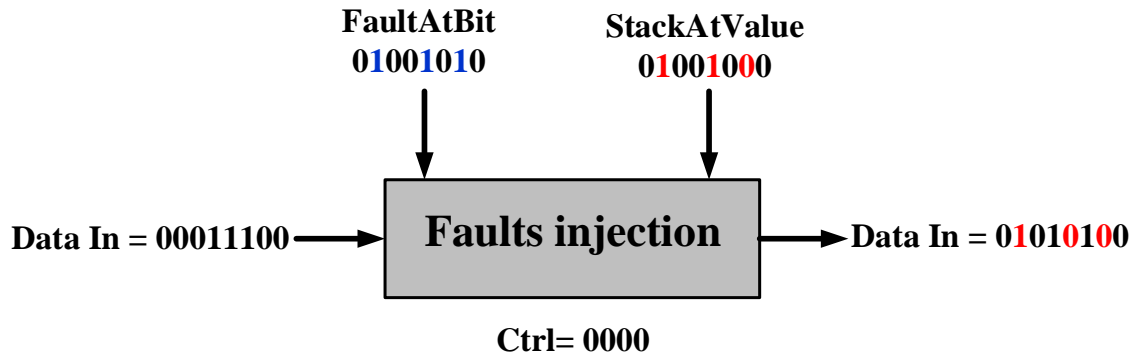 FaultAtBit
01001010
StackAtValue
01001000
Data In = 00011100
Faults injection
Data In = 01010100
Ctrl= 0000